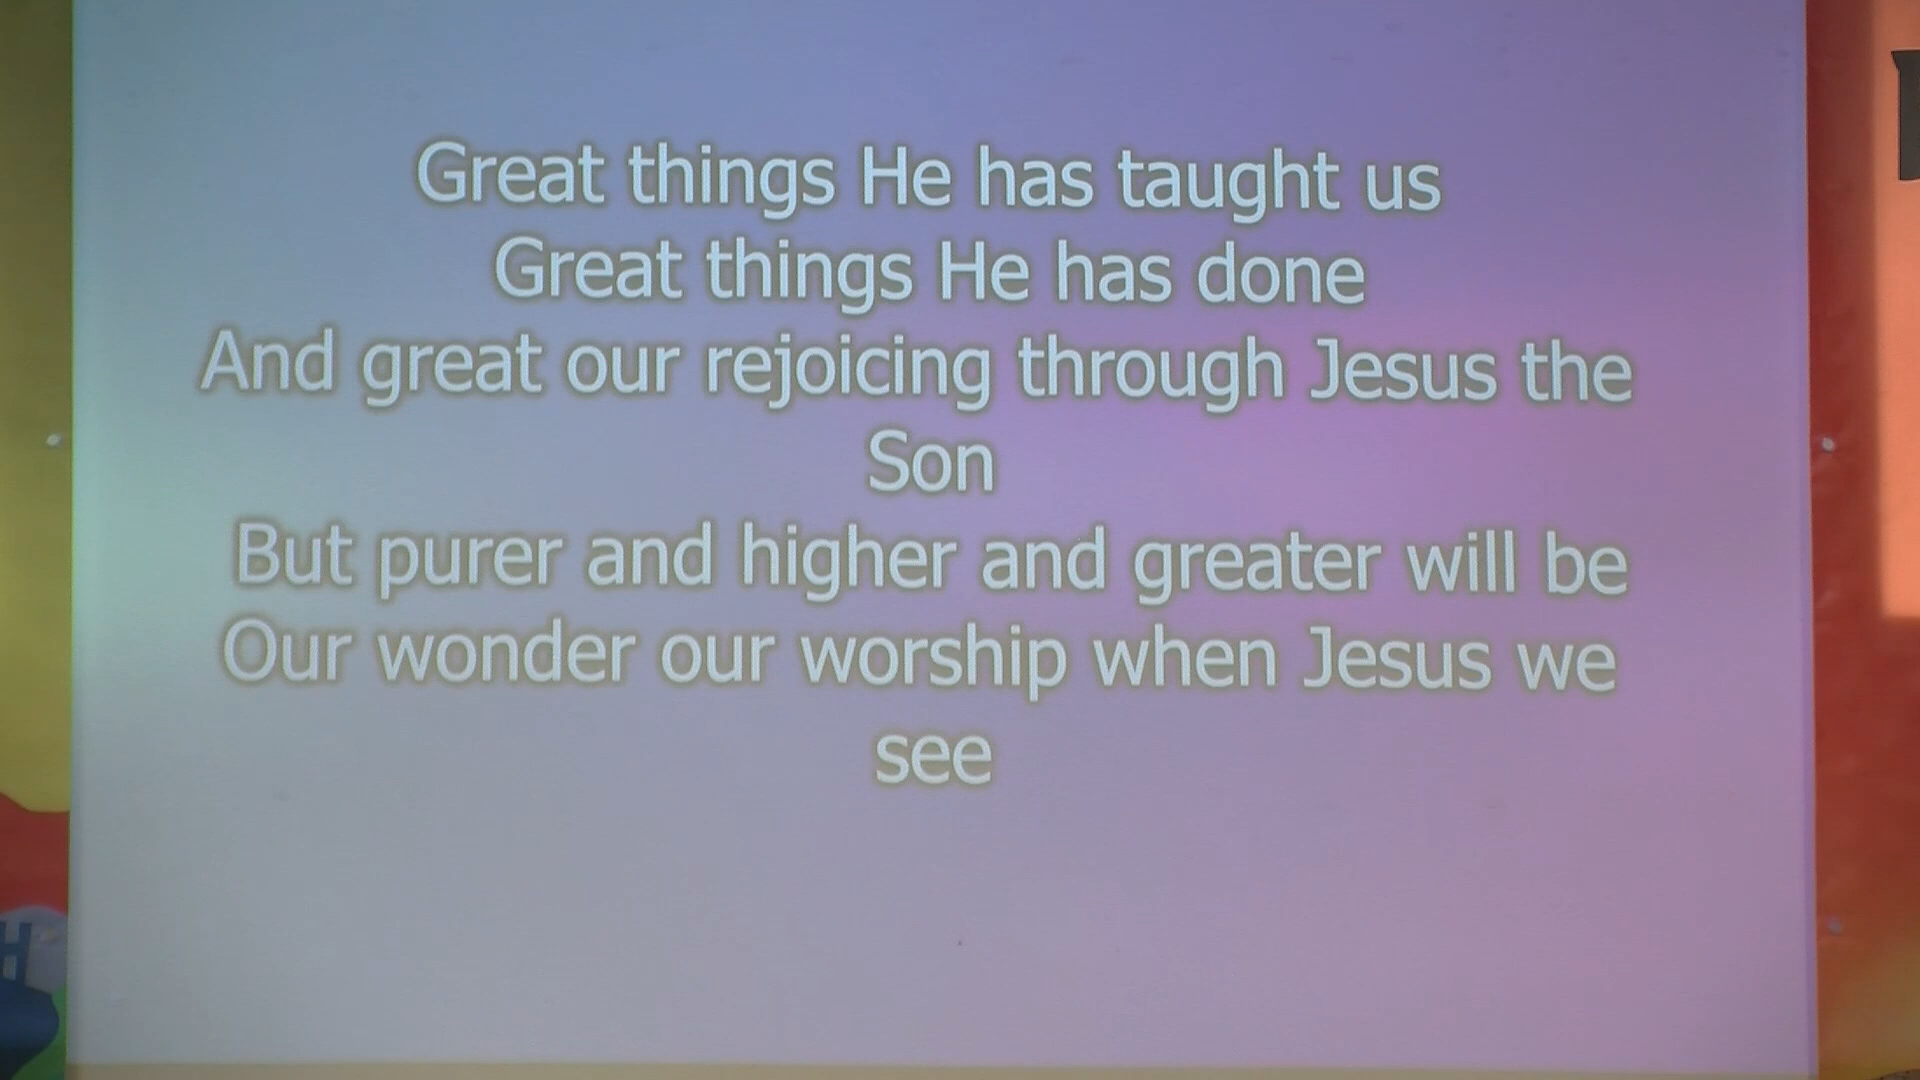 Great things He has taught us
Great things He has done
And great our rejoicing through Jesus the
Son
But purer and higher and greater will be
Our wonder our worship when Jesus we
see